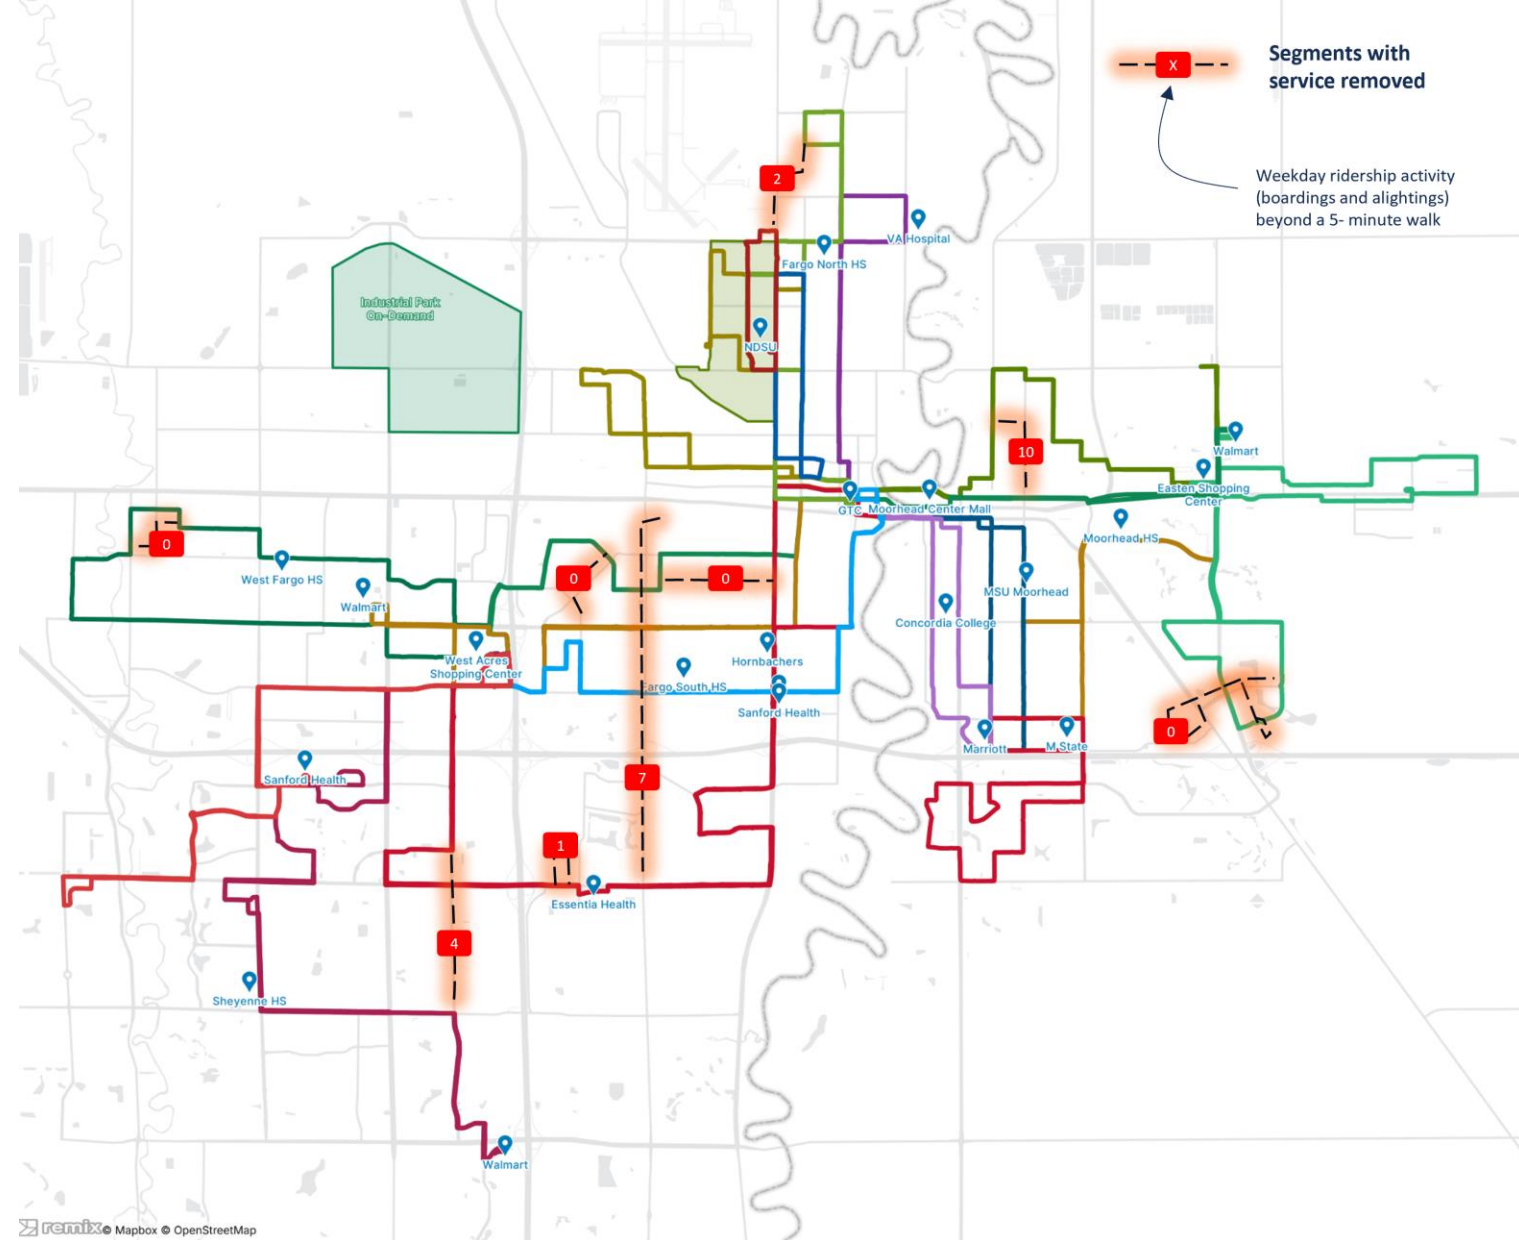 X
Segments with
service removed
Weekday ridership activity
(boardings and alightings)
beyond a 5- minute walk
2
VA Hospital
Fargo North HS
Industrial Park
On-Demand
NDSU
10
Walmart
Easten Shopping
Center
GTC
Moorhead Center Mall
Moorhead HS
0
West Fargo HS
0
0
Walmart
MSU Moorhead
Concordia College
West Acres
Shopping Center
Hornbachers
Fargo South HS
Sanford Health
0
Marriott
M State
Sanford Health
7
1
Essentia Health
4
Sheyenne HS
Walmart
remix © Mapbox © OpenStreetMap